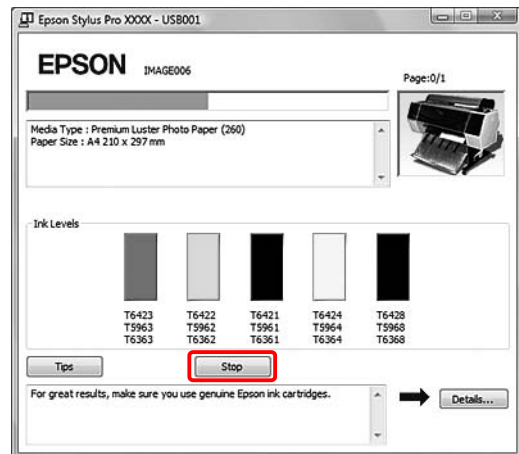 Epson Stylus Pro XXXX - USB001
EPSON IMAGE006
Page:0/1
Media Type : Premium Luster Photo Paper (260)
Paper Size : A4 210 x 297 mm
Ink Levels
T6423 T6422 T6421 T6424 T6428
T5963 T5962 T5961 T5964 T5968
T6363 T6362 T6361 T6364 T6368
Tips Stop
For great results, make sure you use genuine Epson ink cartridges.
Details...